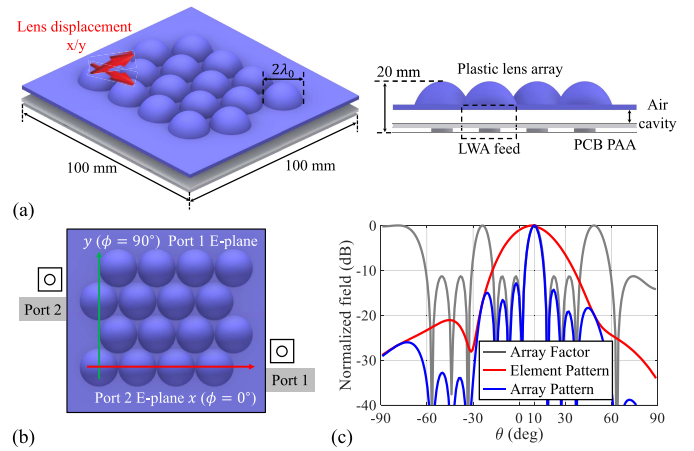 Lens displacement
x/y
2λ₀
100 mm
100 mm
(a)
20 mm
Plastic lens array
Air
cavity
LWA feed
PCB PAA
y (ϕ = 90°) Port 1 E-plane
Port 2
Port 1
Port 2 E-plane x (ϕ = 0°)
(b)
Normalized field (dB)
0
-10
-20
-30
-40
Array Factor
Element Pattern
Array Pattern
-90 -60 -30 0 10 30 60 90
θ (deg)
(c)